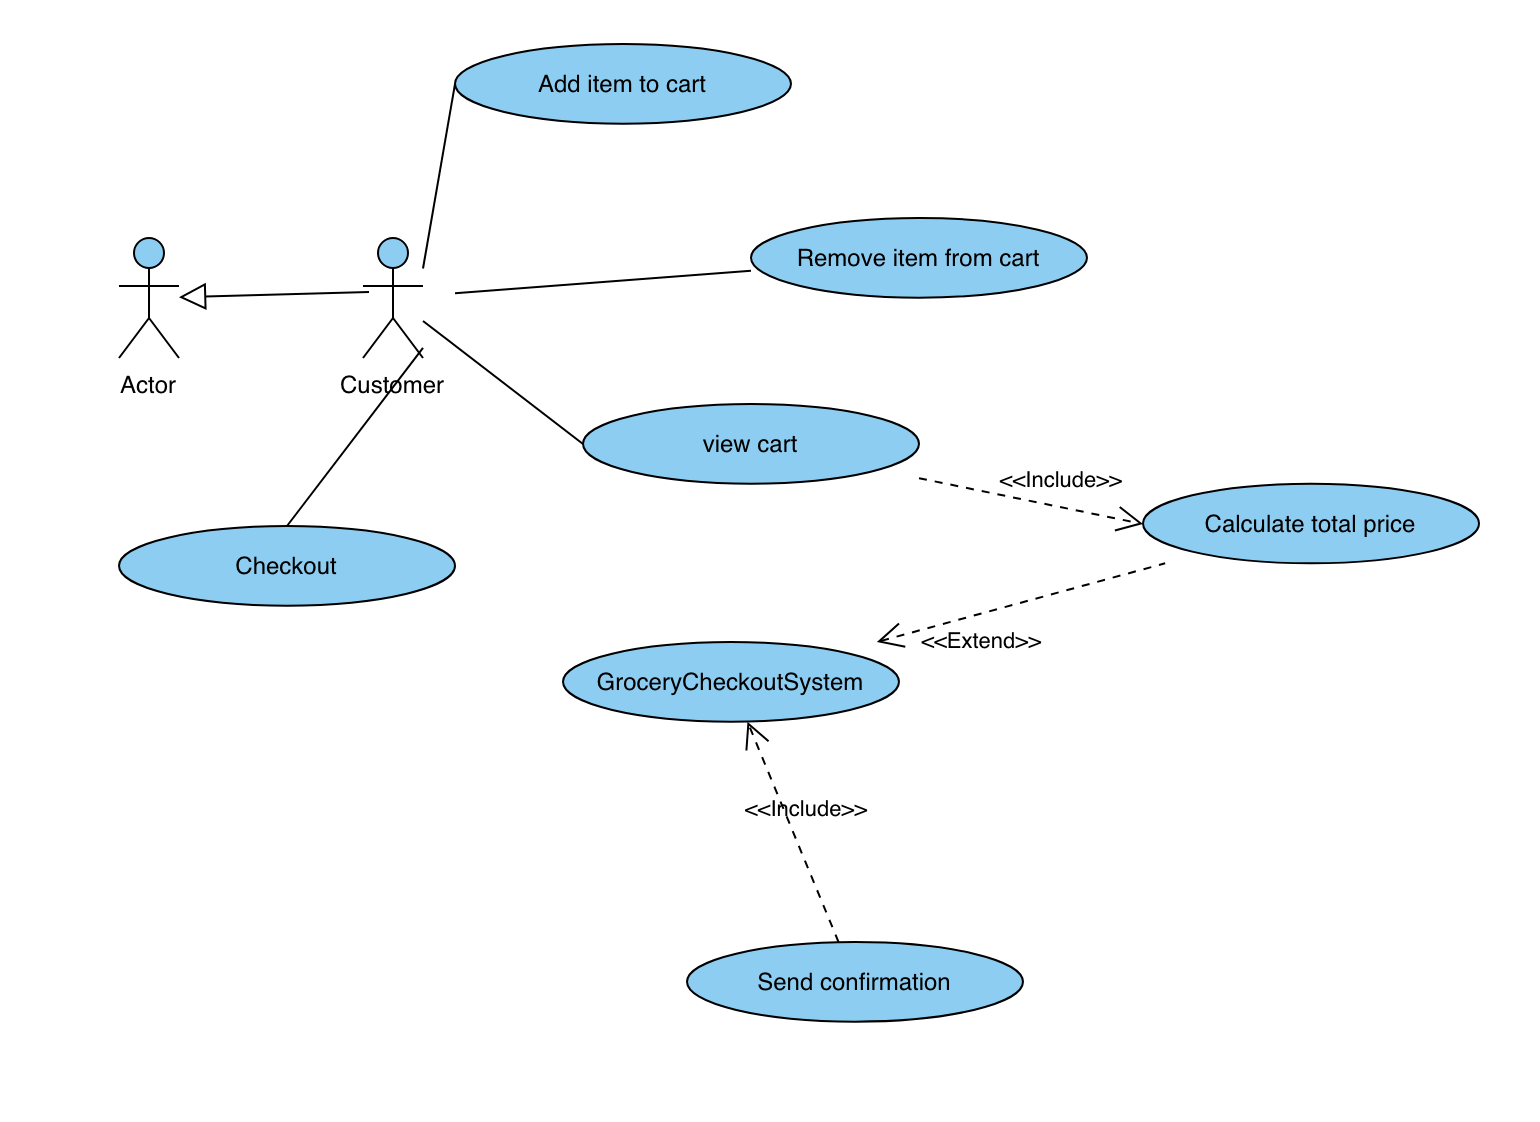 Add item to cart
Remove item from cart
Actor
Customer
view cart
<<Include>>
Calculate total price
Checkout
<<Extend>>
GroceryCheckoutSystem
<<Include>>
Send confirmation